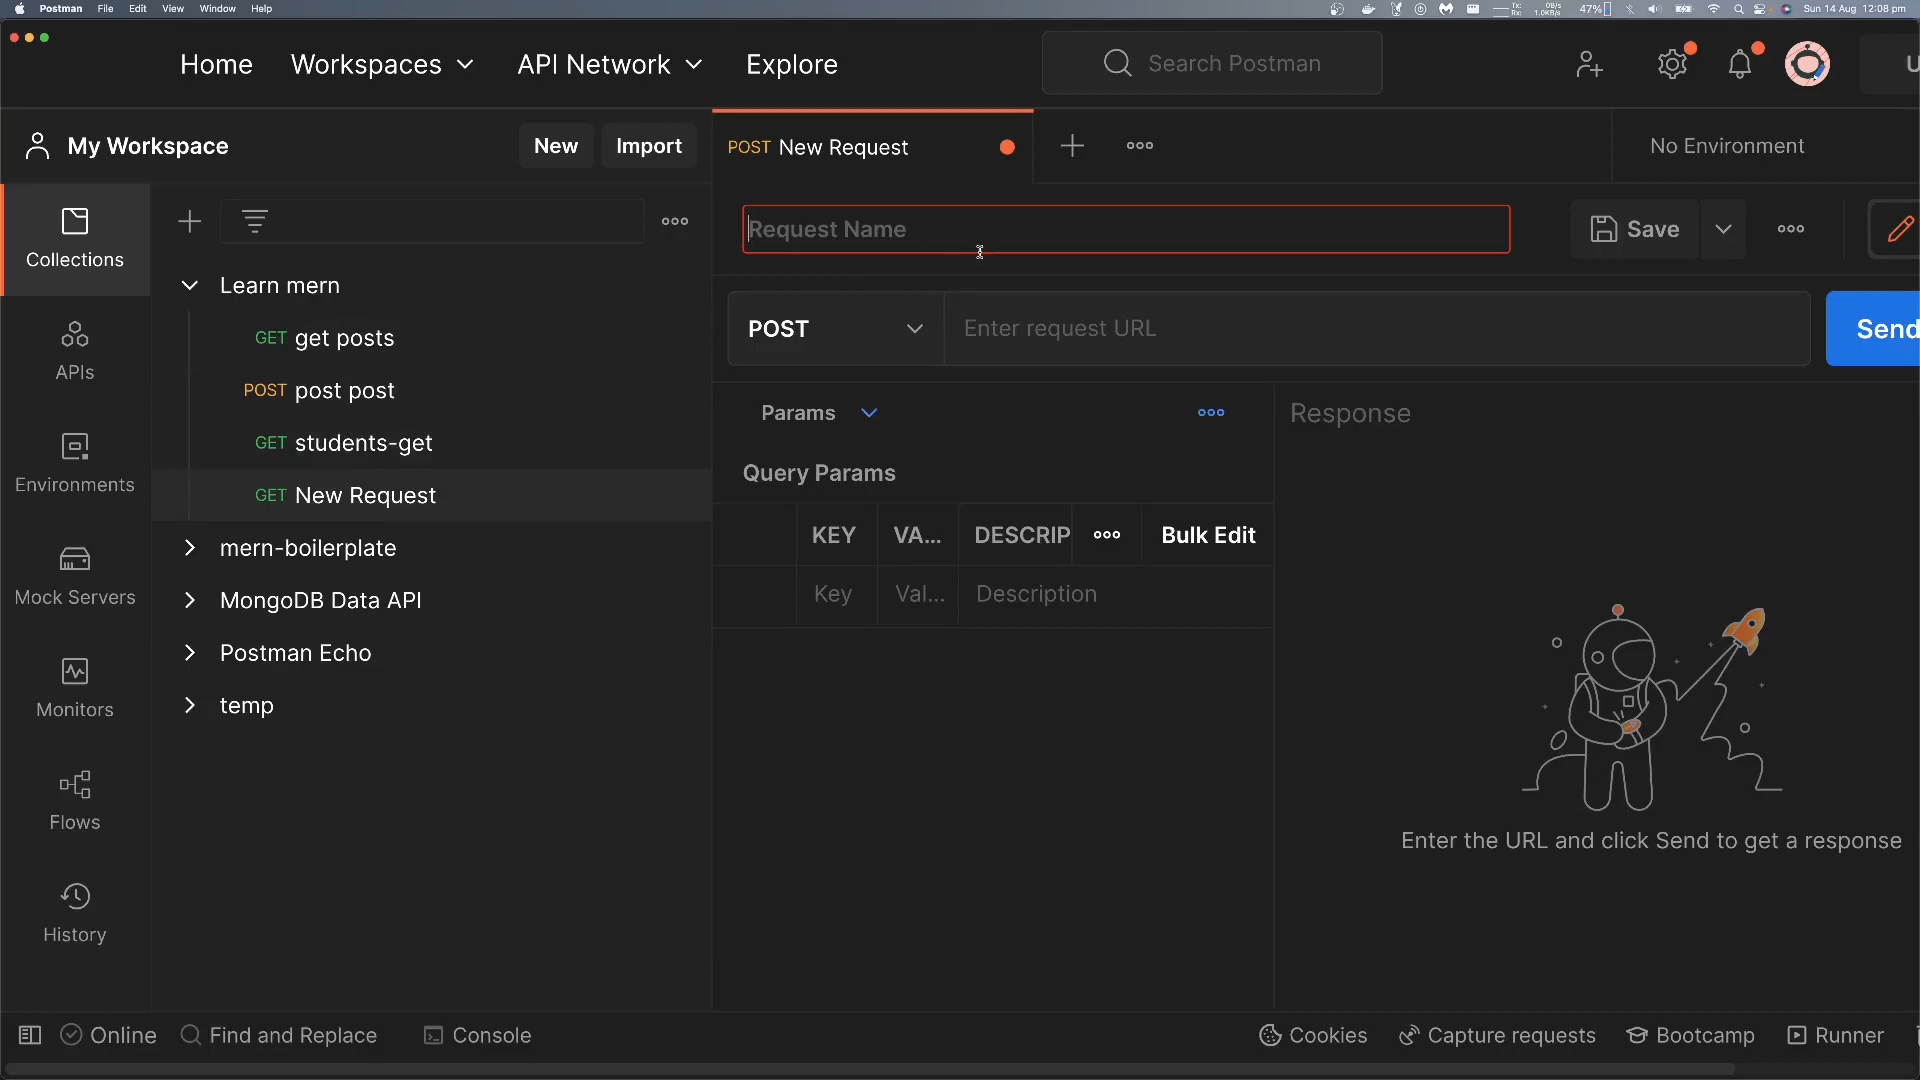 Postman File Edit View Window Help
Tx: 0B/s
Rx: 1.0KB/s
47%
Sun 14 Aug 12:08 pm
Home Workspaces API Network Explore
Search Postman
U
My Workspace
New
Import
POST New Request
No Environment
Collections
Request Name
Save
Learn mern
GET get posts
POST
Enter request URL
Send
APIs
POST post post
Params
Response
GET students-get
Query Params
Environments
GET New Request
KEY VA... DESCRIP Bulk Edit
mern-boilerplate
Key Val... Description
Mock Servers
MongoDB Data API
Postman Echo
Monitors
temp
Flows
Enter the URL and click Send to get a response
History
Online Find and Replace Console
Cookies Capture requests Bootcamp Runner